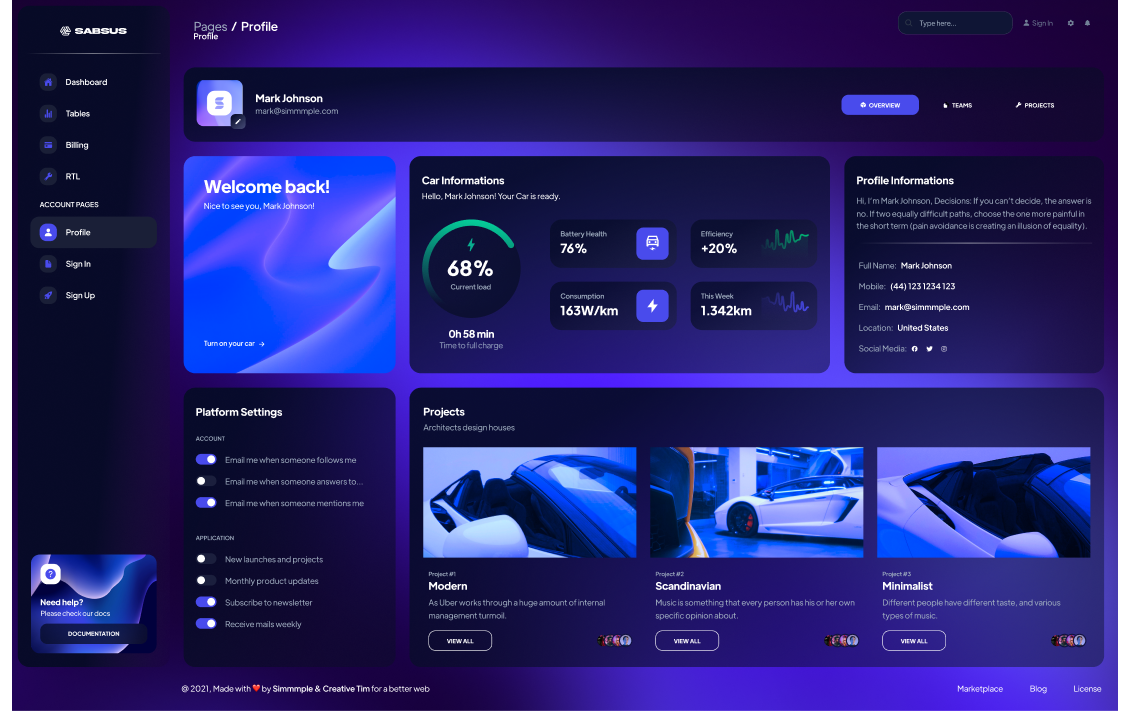 SABSUS
Dashboard
Tables
Billing
RTL
ACCOUNT PAGES
Profile
Sign In
Sign Up
?
Need help?
Please check our docs
DOCUMENTATION
Pages / Profile
Profile
Type here...
Sign In
Mark Johnson
mark@simmmple.com
OVERVIEW
TEAMS
PROJECTS
Welcome back!
Nice to see you, Mark Johnson!
Turn on your car →
Car Informations
Hello, Mark Johnson! Your Car is ready.
68%
Current load
0h 58 min
Time to full charge
Battery Health
76%
Efficiency
+20%
Consumption
163W/km
This Week
1.342km
Profile Informations
Hi, I'm Mark Johnson, Decisions: If you can't decide, the answer is
no. If two equally difficult paths, choose the one more painful in
the short term (pain avoidance is creating an illusion of equality).
Full Name: Mark Johnson
Mobile: (44) 123 1234 123
Email: mark@simmmple.com
Location: United States
Social Media:
Platform Settings
ACCOUNT
Email me when someone follows me
Email me when someone answers to...
Email me when someone mentions me
APPLICATION
New launches and projects
Monthly product updates
Subscribe to newsletter
Receive mails weekly
Projects
Architects design houses
Project #1
Modern
As Uber works through a huge amount of internal
management turmoil.
VIEW ALL
Project #2
Scandinavian
Music is something that every person has his or her own
specific opinion about.
VIEW ALL
Project #3
Minimalist
Different people have different taste, and various
types of music.
VIEW ALL
@ 2021, Made with ❤️ by Simmmple & Creative Tim for a better web
Marketplace
Blog
License